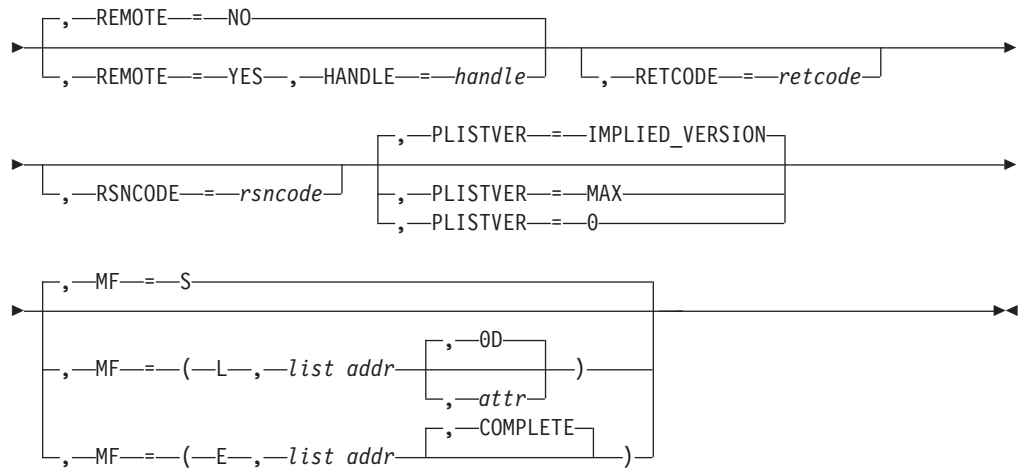 , REMOTE = NO
, REMOTE = YES , HANDLE = handle
, RETCODE = retcode
, RSNCODE = rsncode
, PLISTVER = IMPLIED_VERSION
, PLISTVER = MAX
, PLISTVER = 0
, MF = S
, MF = ( L , list addr , 0D )
, attr
, MF = ( E , list addr , COMPLETE )